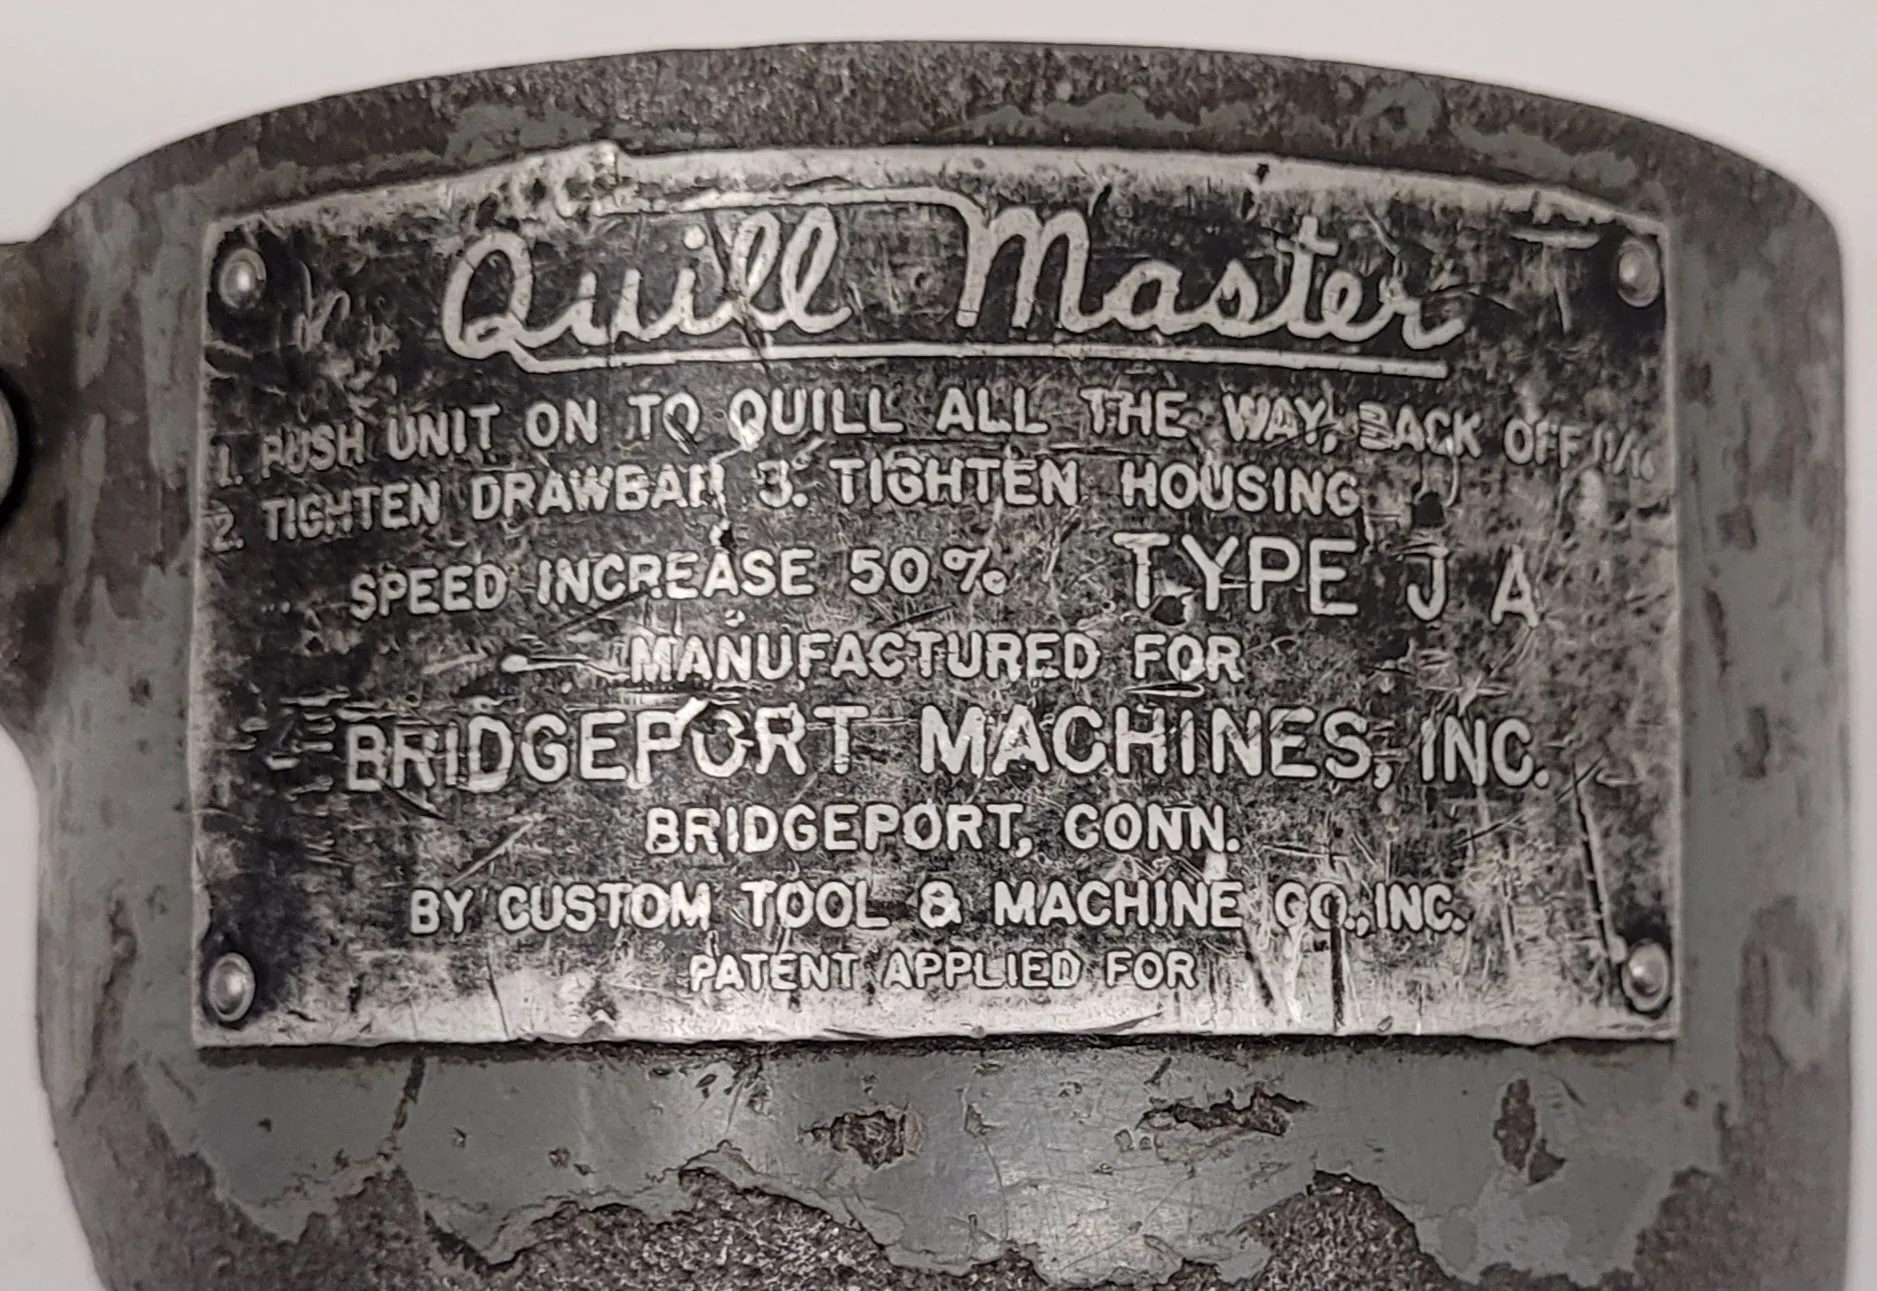 Quill Master
1. PUSH UNIT ON TO QUILL ALL THE WAY, BACK OFF 1/16
2. TIGHTEN DRAWBAR 3. TIGHTEN HOUSING
SPEED INCREASE 50% TYPE J A
MANUFACTURED FOR
BRIDGEPORT MACHINES, INC.
BRIDGEPORT, CONN.
BY CUSTOM TOOL & MACHINE CO., INC.
PATENT APPLIED FOR